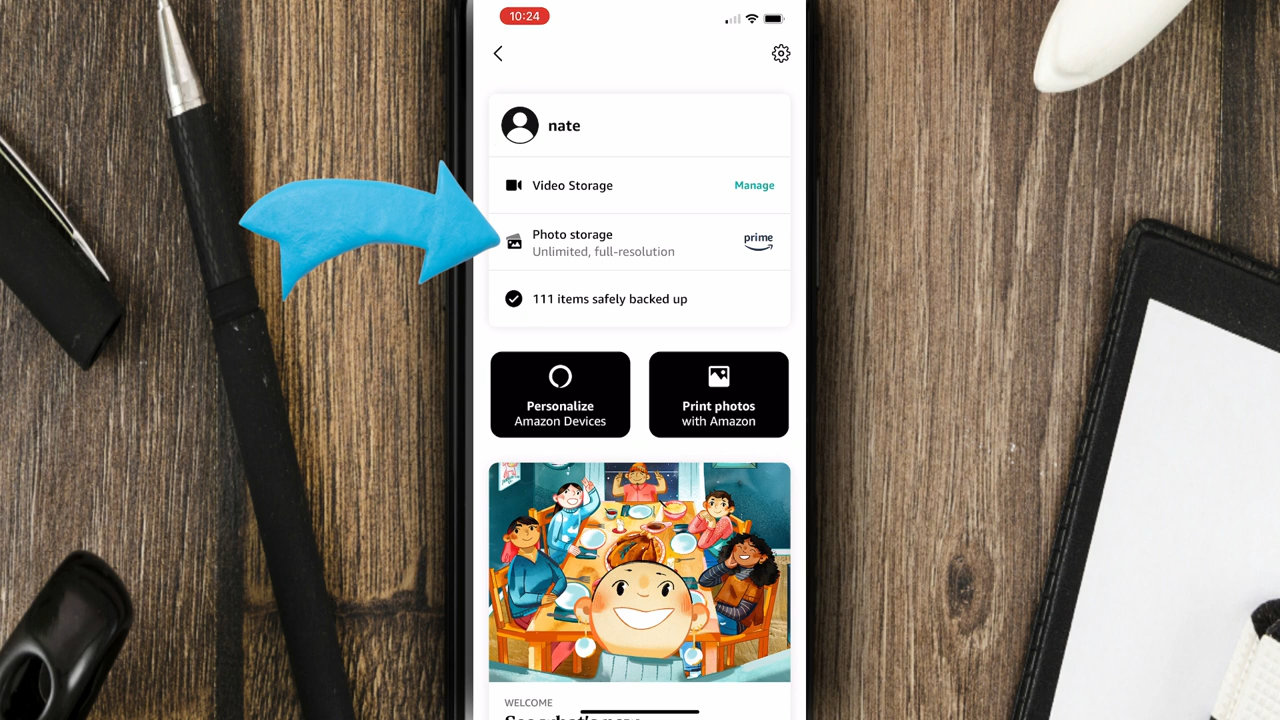 10:24
nate
Video Storage
Manage
Photo storage
Unlimited, full-resolution
prime
111 items safely backed up
Personalize
Amazon Devices
Print photos
with Amazon
WELCOME